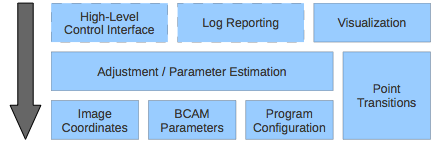 High-Level
Control Interface
Log Reporting
Visualization
Adjustment / Parameter Estimation
Point
Transitions
Image
Coordinates
BCAM
Parameters
Program
Configuration